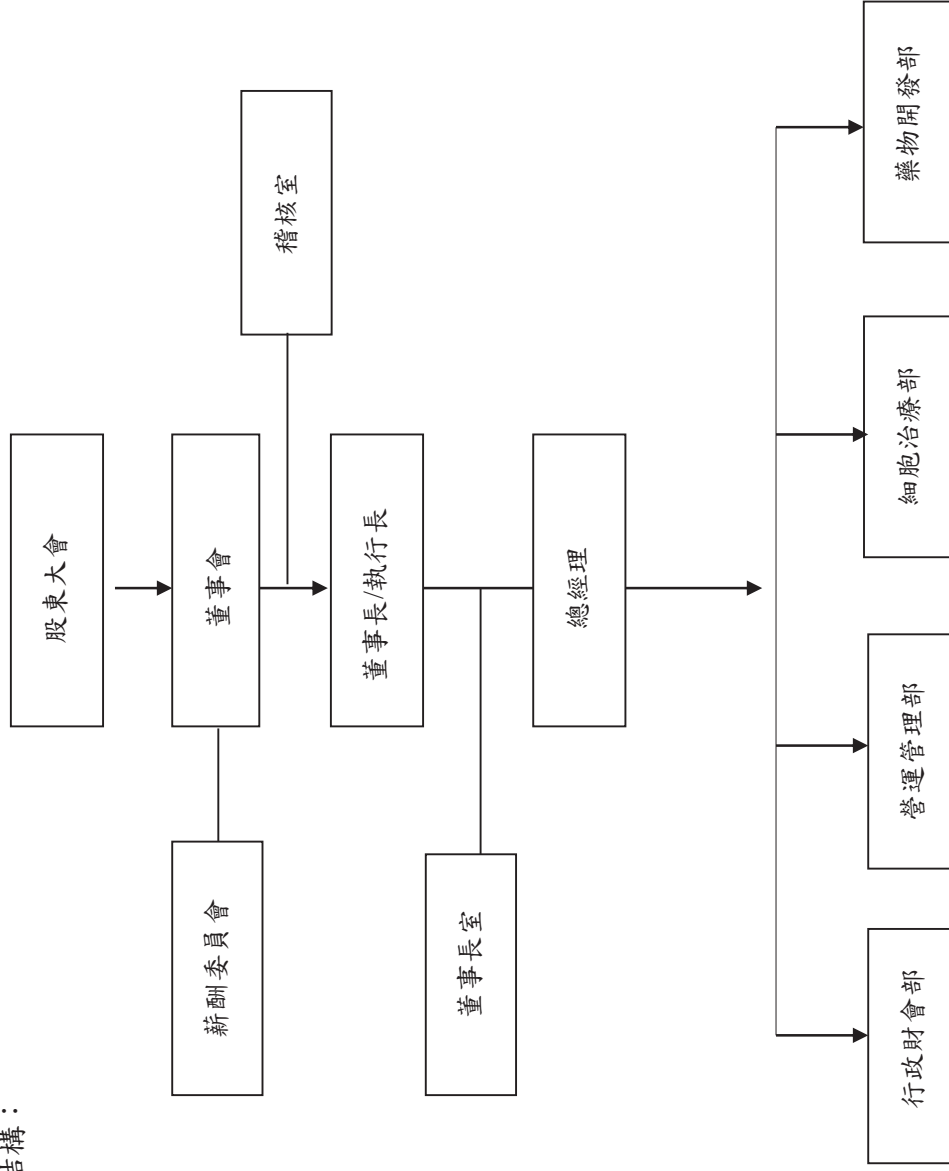 結構：
股東大會
薪酬委員會
董事會
稽核室
董事長/執行長
董事長室
總經理
行政財會部
營運管理部
細胞治療部
藥物開發部